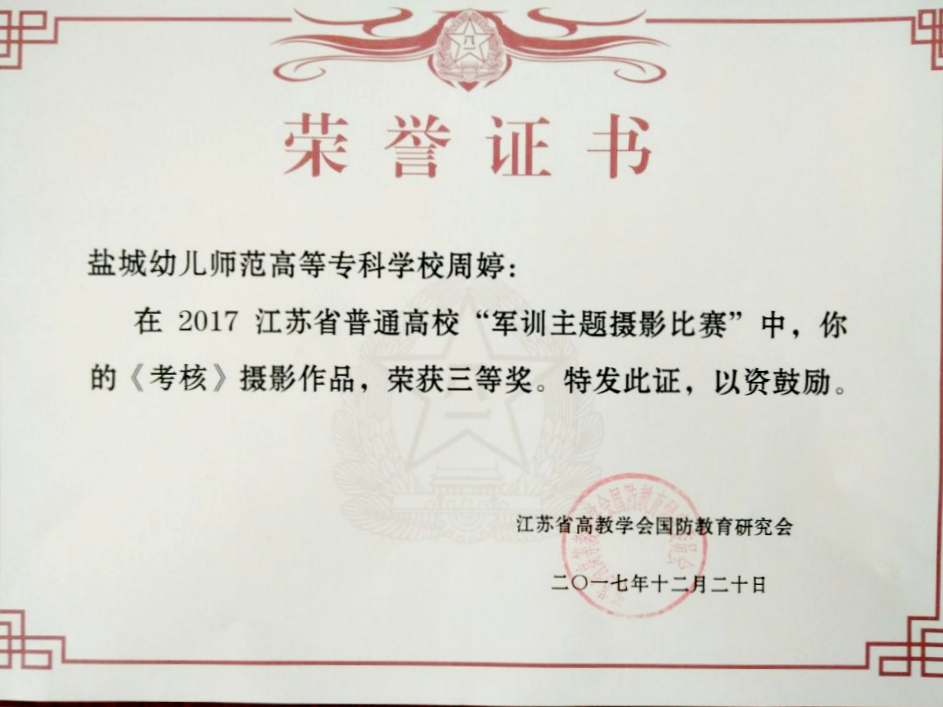 荣誉证书
盐城幼儿师范高等专科学校周婷：
在 2017 江苏省普通高校“军训主题摄影比赛”中，你
的《考核》摄影作品，荣获三等奖。特发此证，以资鼓励。
江苏省高教学会国防教育研究会
二〇一七年十二月二十日